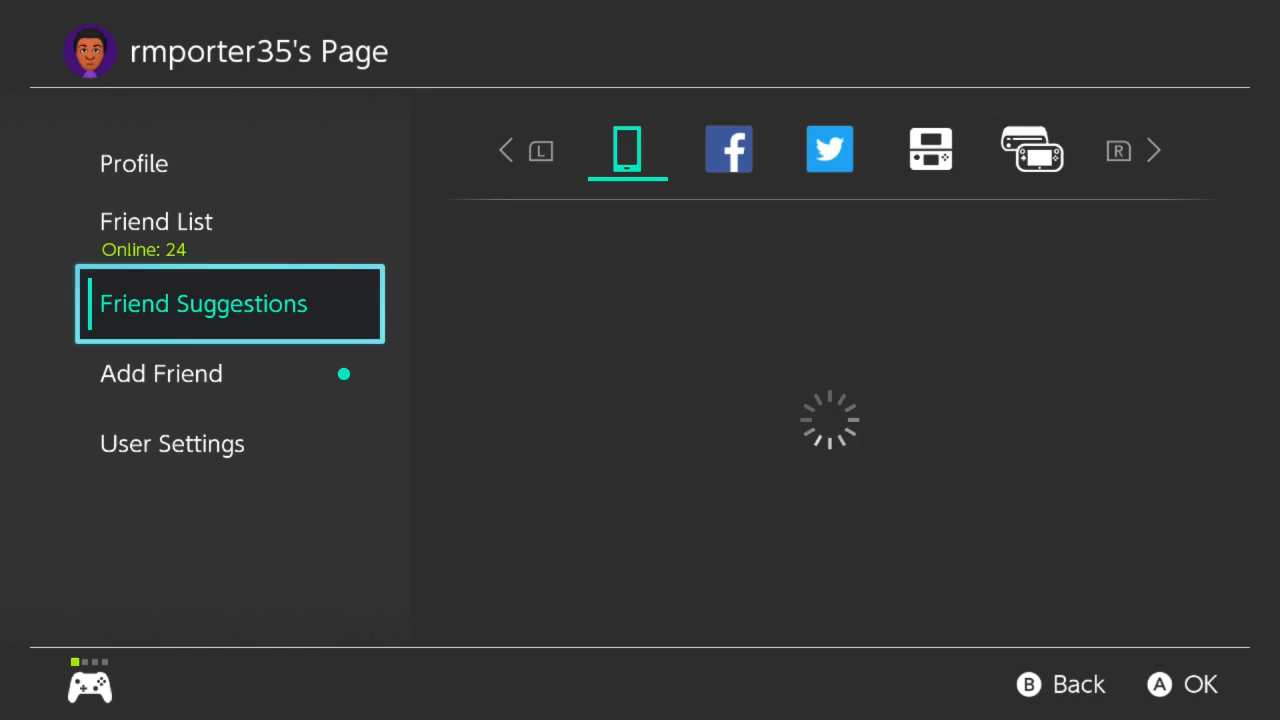 rmporter35's Page
Profile
Friend List
Online: 24
Friend Suggestions
Add Friend
User Settings
L
f
R
B Back
A OK